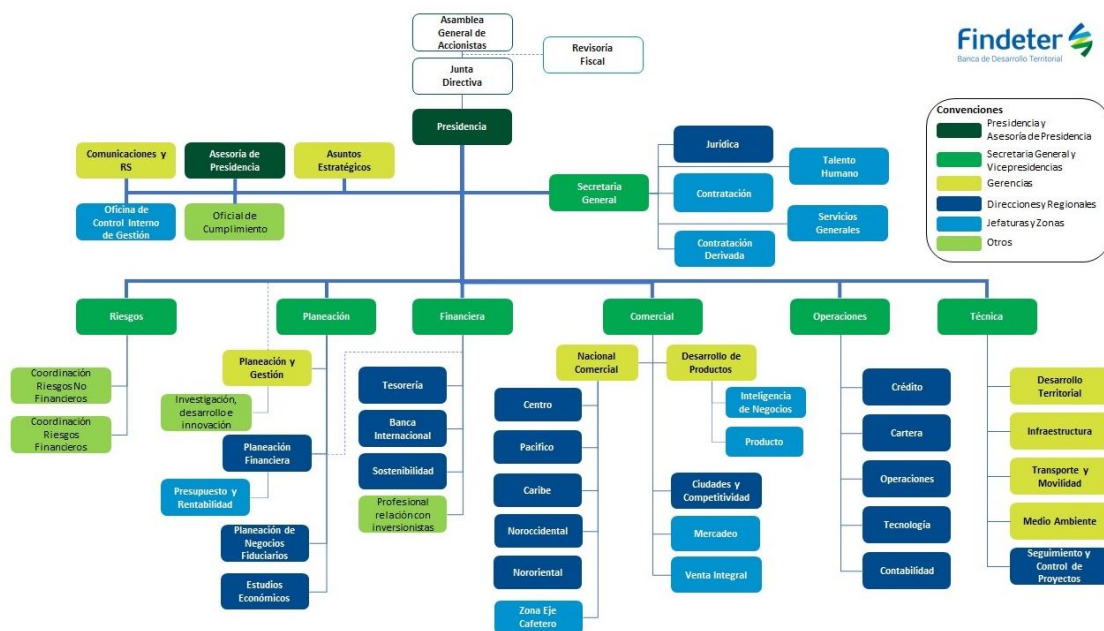 Asamblea
General de
Accionistas
Revisoría
Fiscal
Junta
Directiva
Presidencia
Findeter
Banca de Desarrollo Territorial
Convenciones
Presidencia y
Asesoría de Presidencia
Secretaria General y
Vicepresidencias
Gerencias
Direcciones y Regionales
Jefaturas y Zonas
Otros
Comunicaciones y
RS
Asesoría de
Presidencia
Asuntos
Estratégicos
Oficina de
Control Interno
de Gestión
Oficial de
Cumplimiento
Secretaria
General
Jurídica
Talento
Humano
Contratación
Servicios
Generales
Contratación
Derivada
Riesgos
Planeación
Financiera
Comercial
Operaciones
Técnica
Coordinación
Riesgos No
Financieros
Coordinación
Riesgos
Financieros
Planeación y
Gestión
Investigación,
desarrollo e
innovación
Planeación
Financiera
Presupuesto y
Rentabilidad
Planeación de
Negocios
Fiduciarios
Estudios
Económicos
Tesorería
Banca
Internacional
Sostenibilidad
Profesional
relación con
inversionistas
Nacional
Comercial
Centro
Pacifico
Caribe
Noroccidental
Nororiental
Zona Eje
Cafetero
Desarrollo de
Productos
Inteligencia
de Negocios
Producto
Ciudades y
Competitividad
Mercadeo
Venta Integral
Crédito
Cartera
Operaciones
Tecnología
Contabilidad
Desarrollo
Territorial
Infraestructura
Transporte y
Movilidad
Medio Ambiente
Seguimiento y
Control de
Proyectos